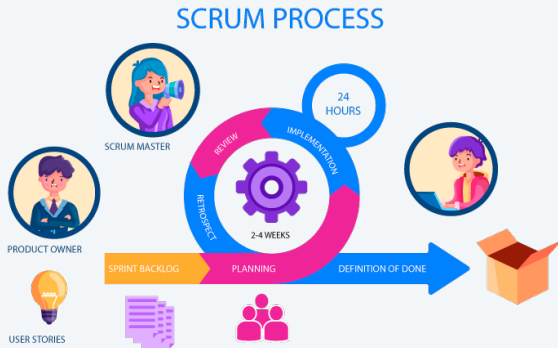 SCRUM PROCESS
24
HOURS
SCRUM MASTER
REVIEW
IMPLEMENTATION
RETROSPECT
2-4 WEEKS
PRODUCT OWNER
SPRINT BACKLOG
PLANNING
DEFINITION OF DONE
USER STORIES